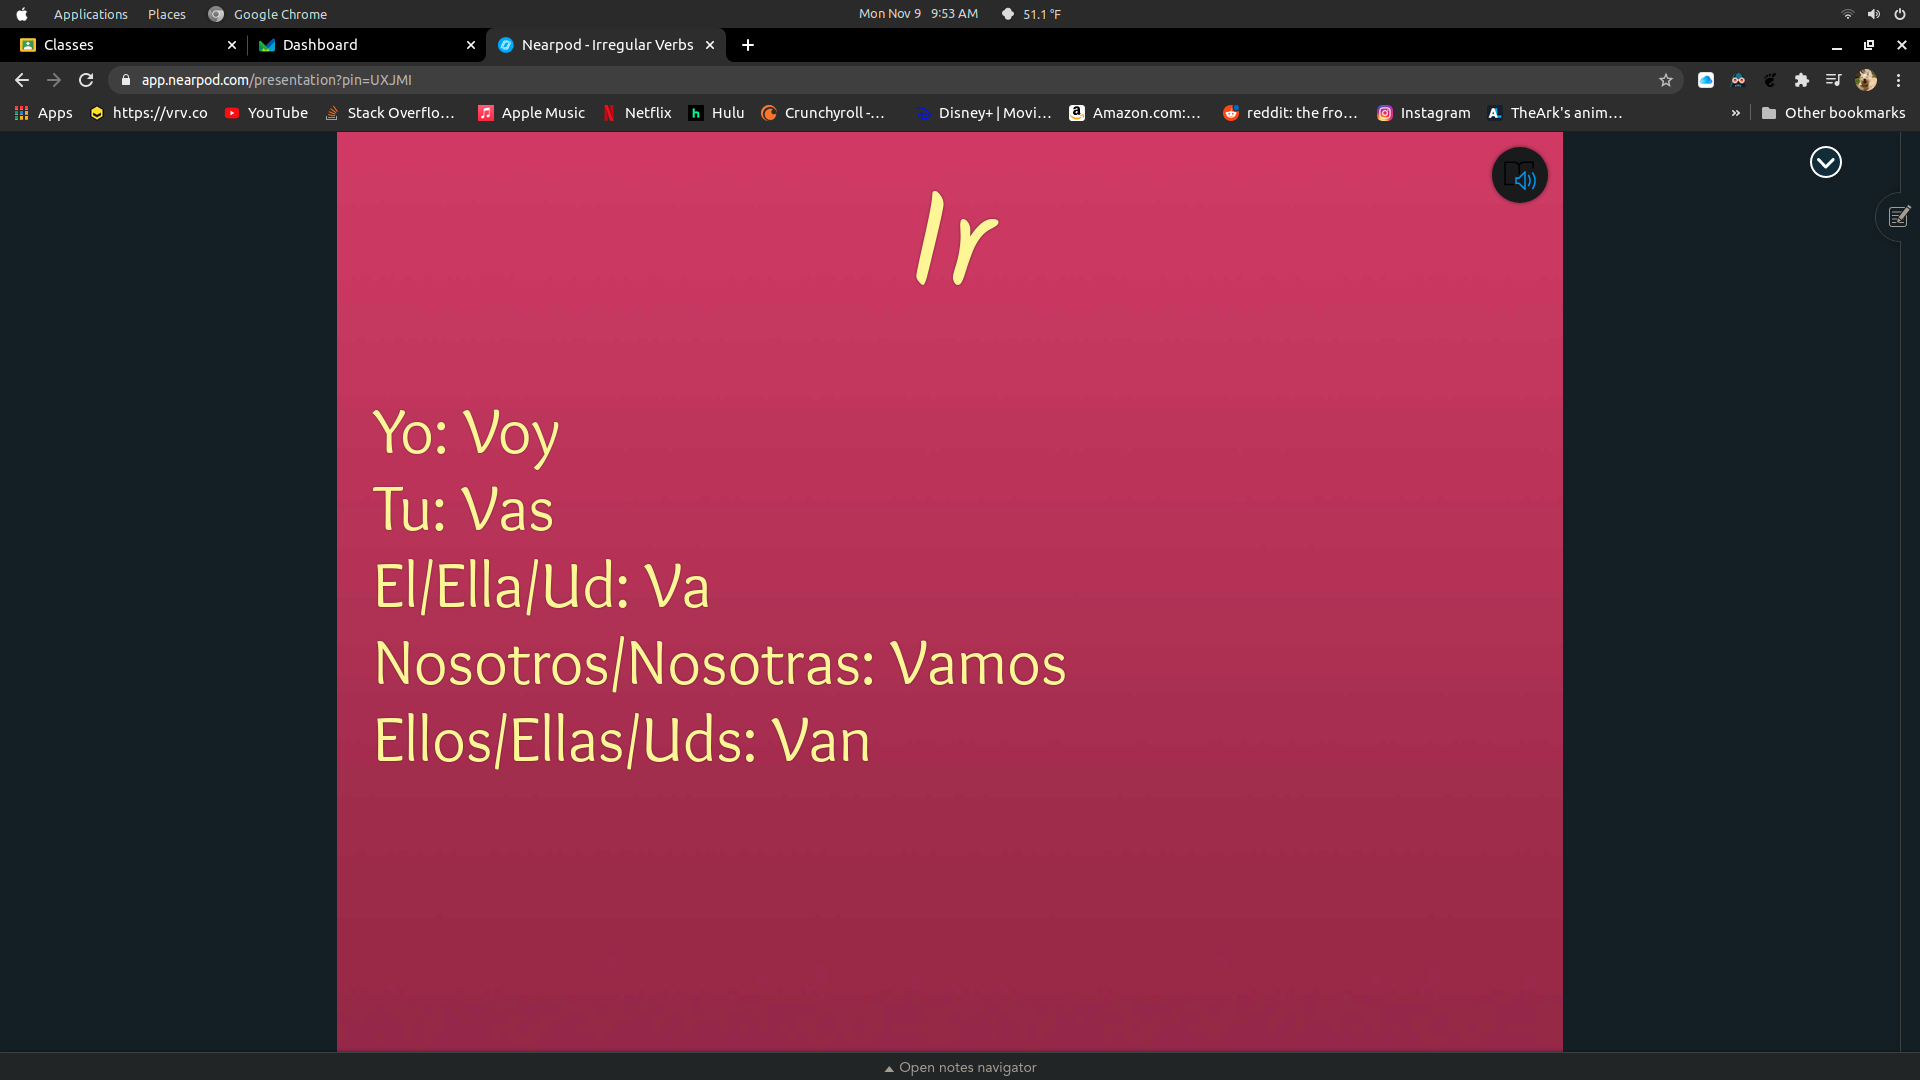 Applications Places Google Chrome Mon Nov 9 9:53 AM 51.1 °F
Classes Dashboard Nearpod - Irregular Verbs
app.nearpod.com/presentation?pin=UXJMI
Apps https://vrv.co YouTube Stack Overflo… Apple Music Netflix Hulu Crunchyroll -… Disney+ | Movi… Amazon.com:… reddit: the fro… Instagram TheArk's anim… » Other bookmarks
Ir
Yo: Voy
Tu: Vas
El/Ella/Ud: Va
Nosotros/Nosotras: Vamos
Ellos/Ellas/Uds: Van
Open notes navigator